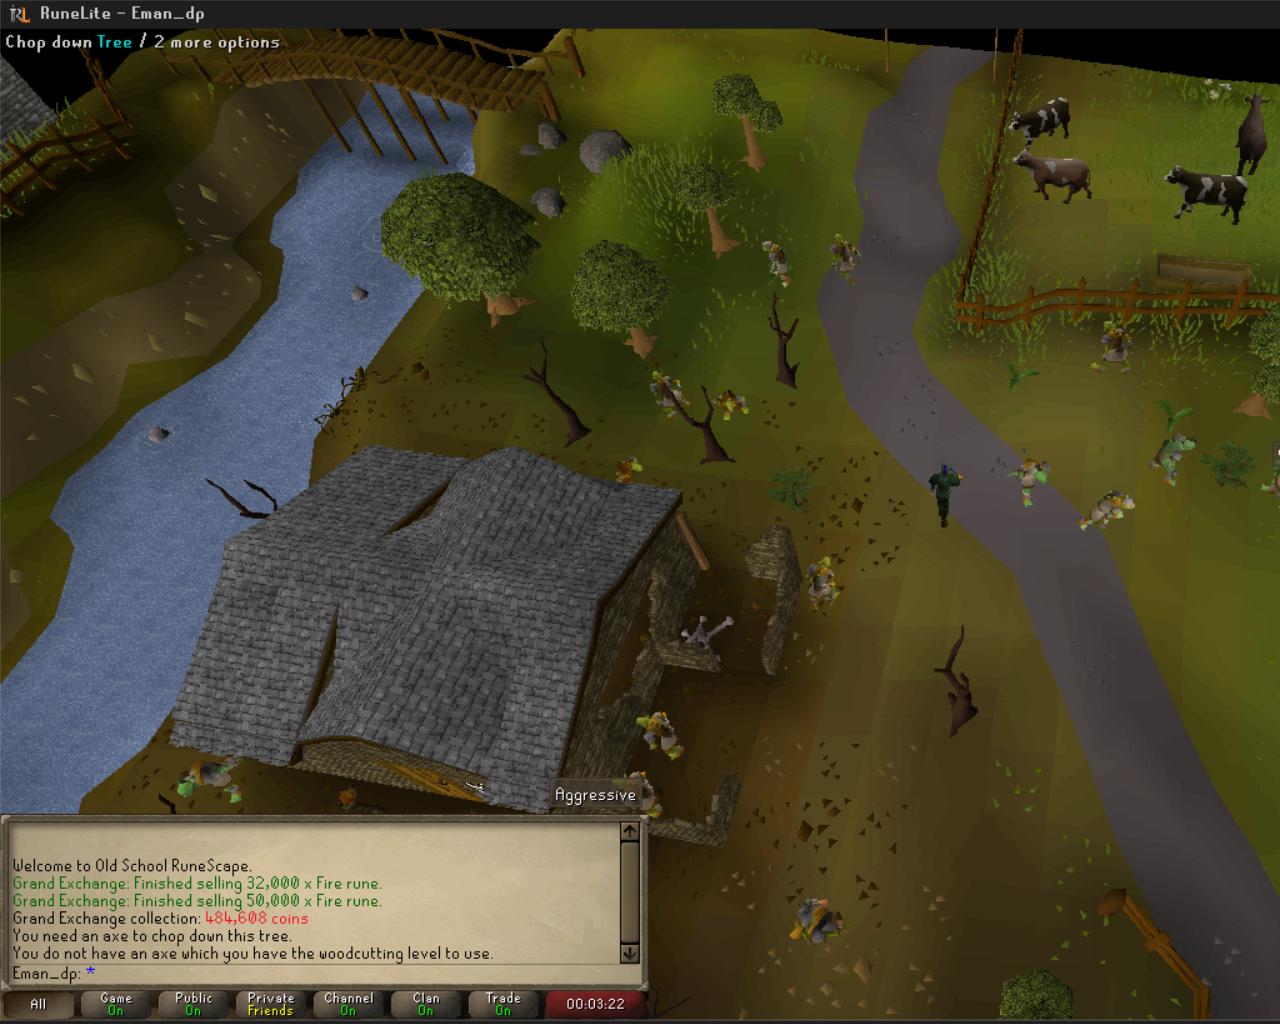 RuneLite - Eman_dp
Chop down Tree / 2 more options
Aggressive
Welcome to Old School RuneScape.
Grand Exchange: Finished selling 32,000 x Fire rune.
Grand Exchange: Finished selling 50,000 x Fire rune.
Grand Exchange collection: 484,608 coins
You need an axe to chop down this tree.
You do not have an axe which you have the woodcutting level to use.
Eman_dp: *
All
Game
On
Public
On
Private
Friends
Channel
On
Clan
On
Trade
On
00:03:22